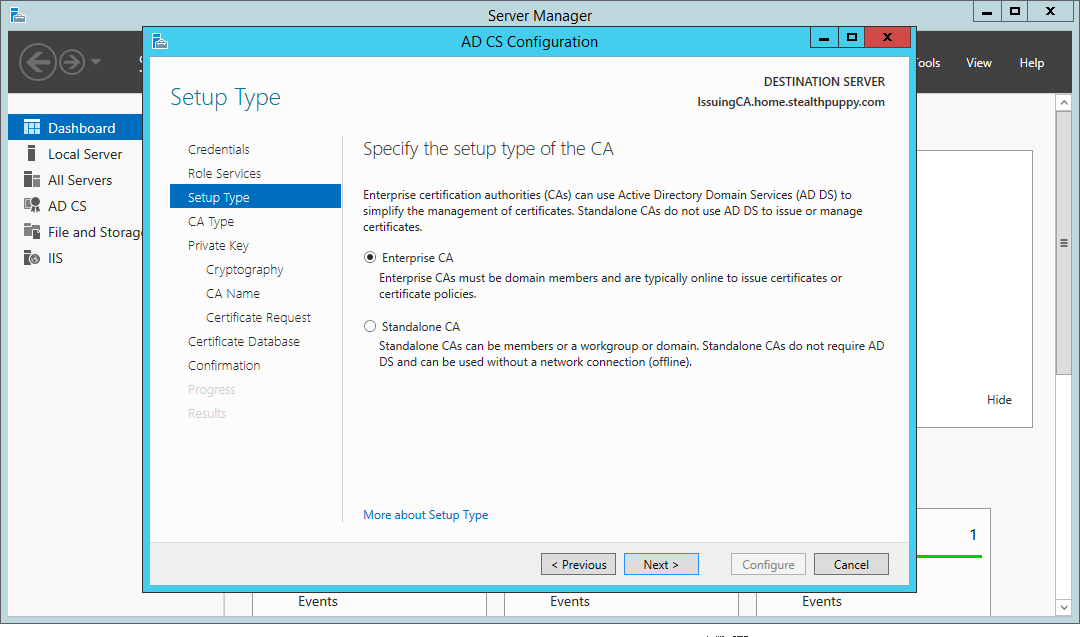 Server Manager
AD CS Configuration
Tools
View
Help
Setup Type
DESTINATION SERVER
IssuingCA.home.stealthpuppy.com
Dashboard
Local Server
All Servers
AD CS
File and Storage
IIS
Credentials
Role Services
Setup Type
CA Type
Private Key
Cryptography
CA Name
Certificate Request
Certificate Database
Confirmation
Progress
Results
Specify the setup type of the CA
Enterprise certification authorities (CAs) can use Active Directory Domain Services (AD DS) to
simplify the management of certificates. Standalone CAs do not use AD DS to issue or manage
certificates.
Enterprise CA
Enterprise CAs must be domain members and are typically online to issue certificates or
certificate policies.
Standalone CA
Standalone CAs can be members or a workgroup or domain. Standalone CAs do not require AD
DS and can be used without a network connection (offline).
Hide
More about Setup Type
1
< Previous
Next >
Configure
Cancel
Events
Events
Events